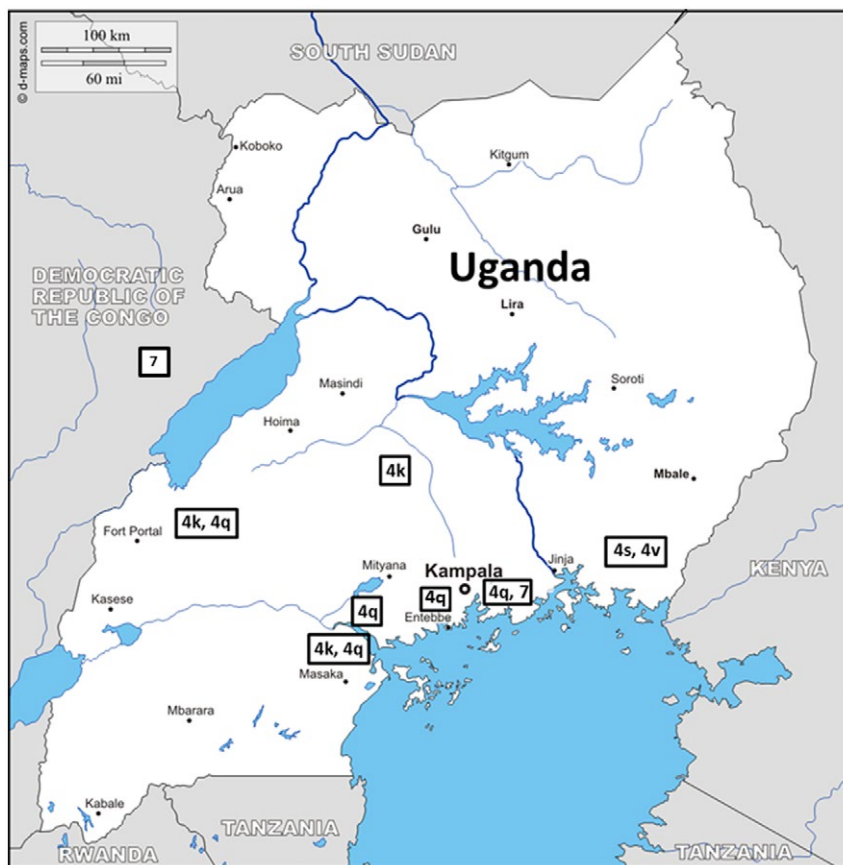 100 km
60 mi
© d-maps.com
SOUTH SUDAN
Koboko
Kitgum
Arua
Gulu
Uganda
DEMOCRATIC
REPUBLIC OF
THE CONGO
Lira
7
Masindi
Soroti
Hoima
4k
Mbale
4k, 4q
Fort Portal
4s, 4v
Jinja
Mityana
Kampala
KENYA
4q, 7
4q
Kasese
4q
Entebbe
4k, 4q
Masaka
Mbarara
Kabale
TANZANIA
RWANDA
TANZANIA